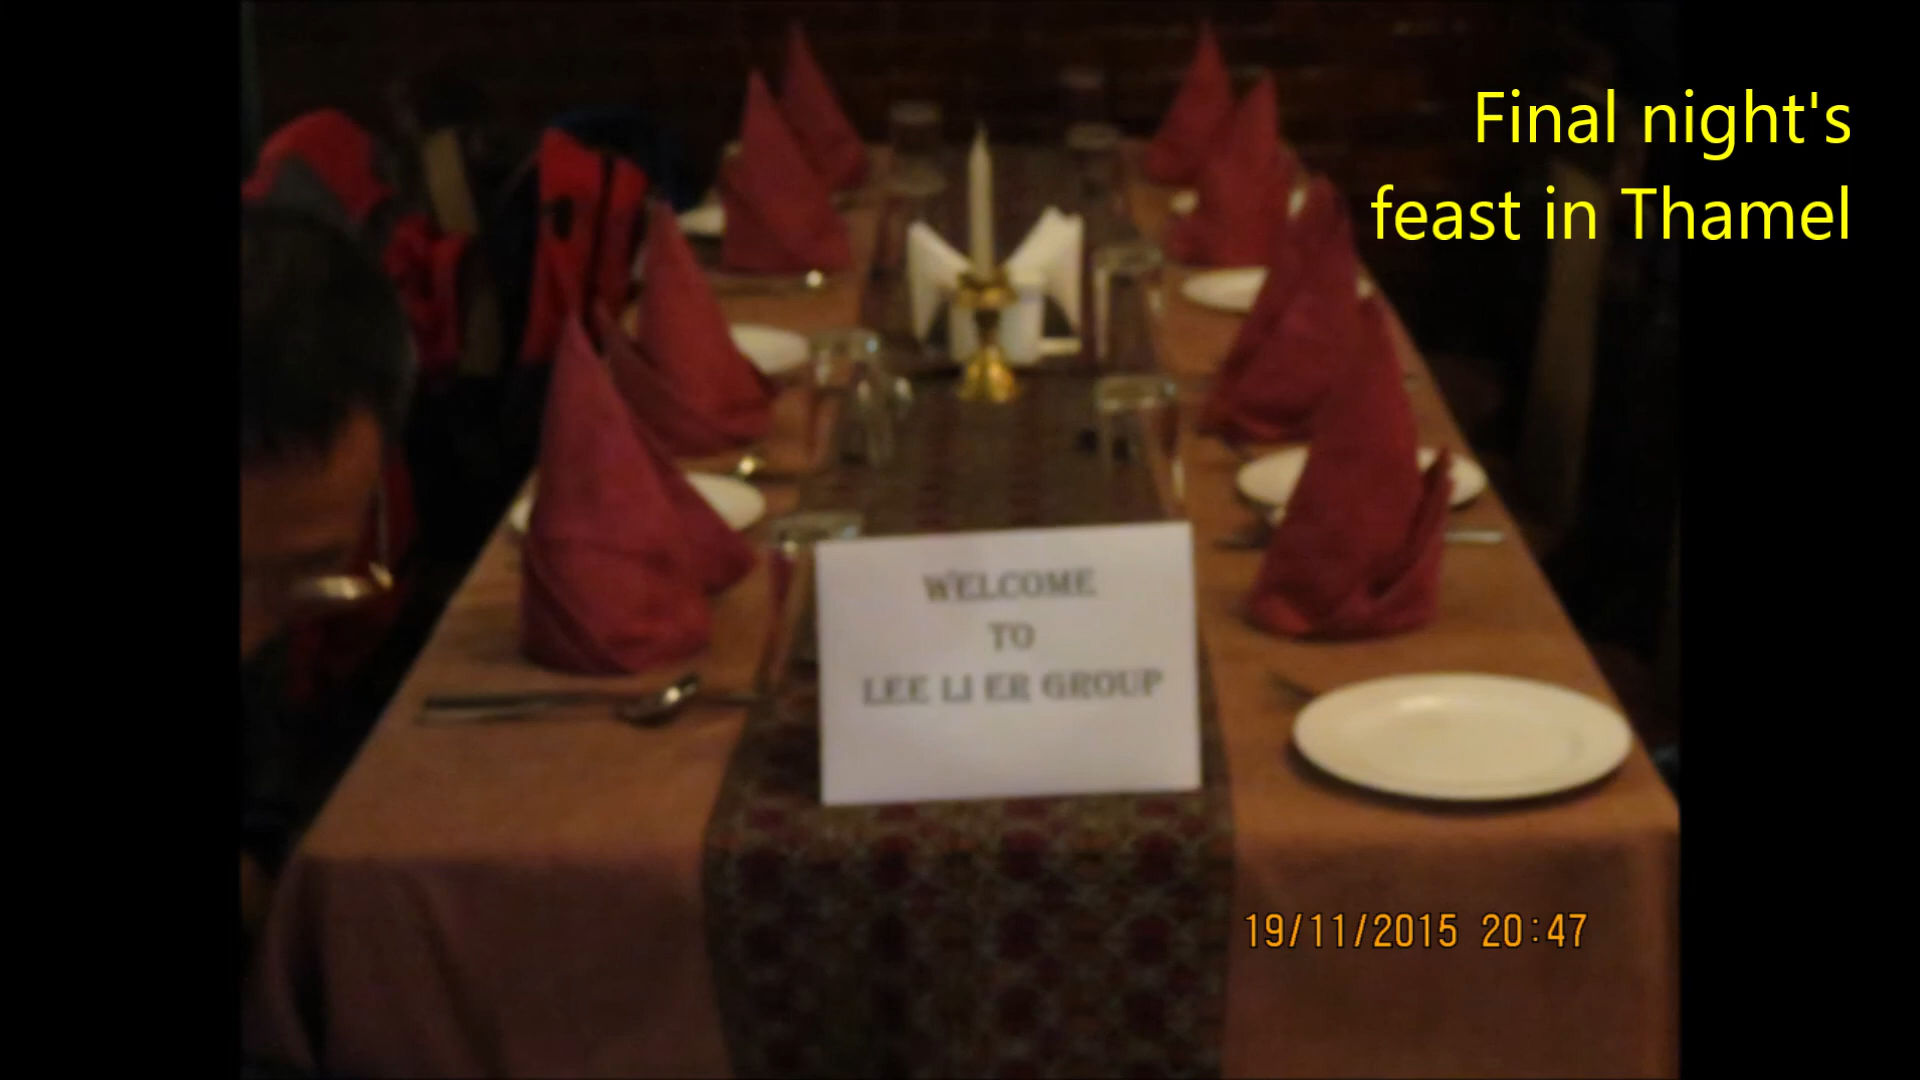 Final night's
feast in Thamel
WELCOME
TO
LEE LI ER GROUP
19/11/2015 20:47